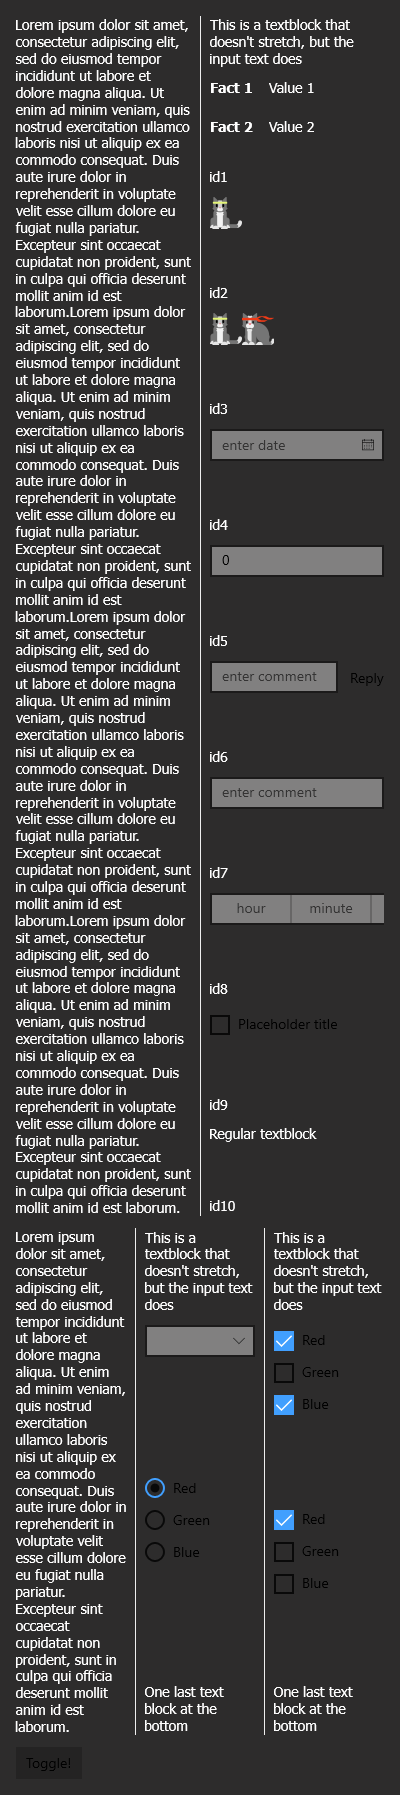 Lorem ipsum dolor sit amet,
consectetur adipiscing elit,
sed do eiusmod tempor
incididunt ut labore et
dolore magna aliqua. Ut
enim ad minim veniam, quis
nostrud exercitation ullamco
laboris nisi ut aliquip ex ea
commodo consequat. Duis
aute irure dolor in
reprehenderit in voluptate
velit esse cillum dolore eu
fugiat nulla pariatur.
Excepteur sint occaecat
cupidatat non proident, sunt
in culpa qui officia deserunt
mollit anim id est
laborum.Lorem ipsum dolor
sit amet, consectetur
adipiscing elit, sed do
eiusmod tempor incididunt
ut labore et dolore magna
aliqua. Ut enim ad minim
veniam, quis nostrud
exercitation ullamco laboris
nisi ut aliquip ex ea
commodo consequat. Duis
aute irure dolor in
reprehenderit in voluptate
velit esse cillum dolore eu
fugiat nulla pariatur.
Excepteur sint occaecat
cupidatat non proident, sunt
in culpa qui officia deserunt
mollit anim id est
laborum.Lorem ipsum dolor
sit amet, consectetur
adipiscing elit, sed do
eiusmod tempor incididunt
ut labore et dolore magna
aliqua. Ut enim ad minim
veniam, quis nostrud
exercitation ullamco laboris
nisi ut aliquip ex ea
commodo consequat. Duis
aute irure dolor in
reprehenderit in voluptate
velit esse cillum dolore eu
fugiat nulla pariatur.
Excepteur sint occaecat
cupidatat non proident, sunt
in culpa qui officia deserunt
mollit anim id est
laborum.Lorem ipsum dolor
sit amet, consectetur
adipiscing elit, sed do
eiusmod tempor incididunt
ut labore et dolore magna
aliqua. Ut enim ad minim
veniam, quis nostrud
exercitation ullamco laboris
nisi ut aliquip ex ea
commodo consequat. Duis
aute irure dolor in
reprehenderit in voluptate
velit esse cillum dolore eu
fugiat nulla pariatur.
Excepteur sint occaecat
cupidatat non proident, sunt
in culpa qui officia deserunt
mollit anim id est laborum.
This is a textblock that
doesn't stretch, but the
input text does
Fact 1 Value 1
Fact 2 Value 2
id1
id2
id3
enter date
id4
0
id5
enter comment Reply
id6
enter comment
id7
hour minute
id8
Placeholder title
id9
Regular textblock
id10
Lorem ipsum
dolor sit amet,
consectetur
adipiscing elit,
sed do eiusmod
tempor incididunt
ut labore et
dolore magna
aliqua. Ut enim
ad minim veniam,
quis nostrud
exercitation
ullamco laboris
nisi ut aliquip ex
ea commodo
consequat. Duis
aute irure dolor in
reprehenderit in
voluptate velit
esse cillum dolore
eu fugiat nulla
pariatur.
Excepteur sint
occaecat
cupidatat non
proident, sunt in
culpa qui officia
deserunt mollit
anim id est
laborum.
This is a
textblock that
doesn't stretch,
but the input text
does
Red
Green
Blue
One last text
block at the
bottom
This is a
textblock that
doesn't stretch,
but the input text
does
Red
Green
Blue
Red
Green
Blue
One last text
block at the
bottom
Toggle!